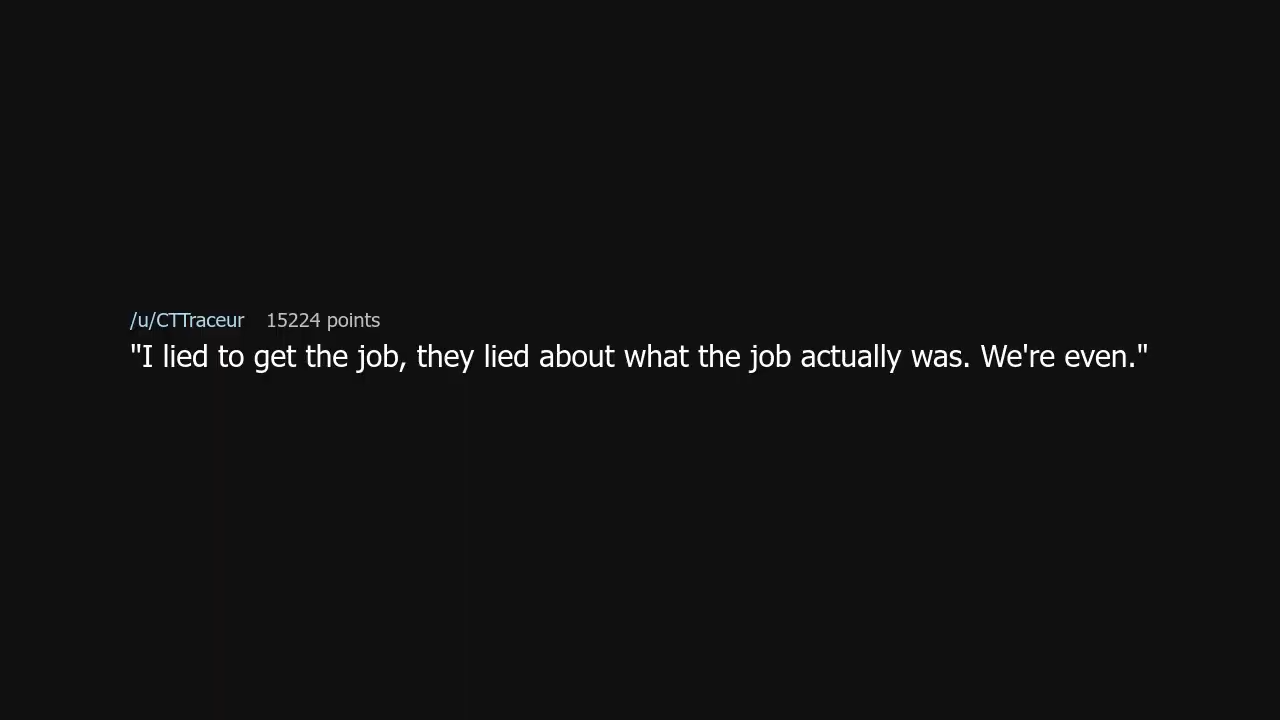 /u/CTTraceur 15224 points
"I lied to get the job, they lied about what the job actually was. We're even."